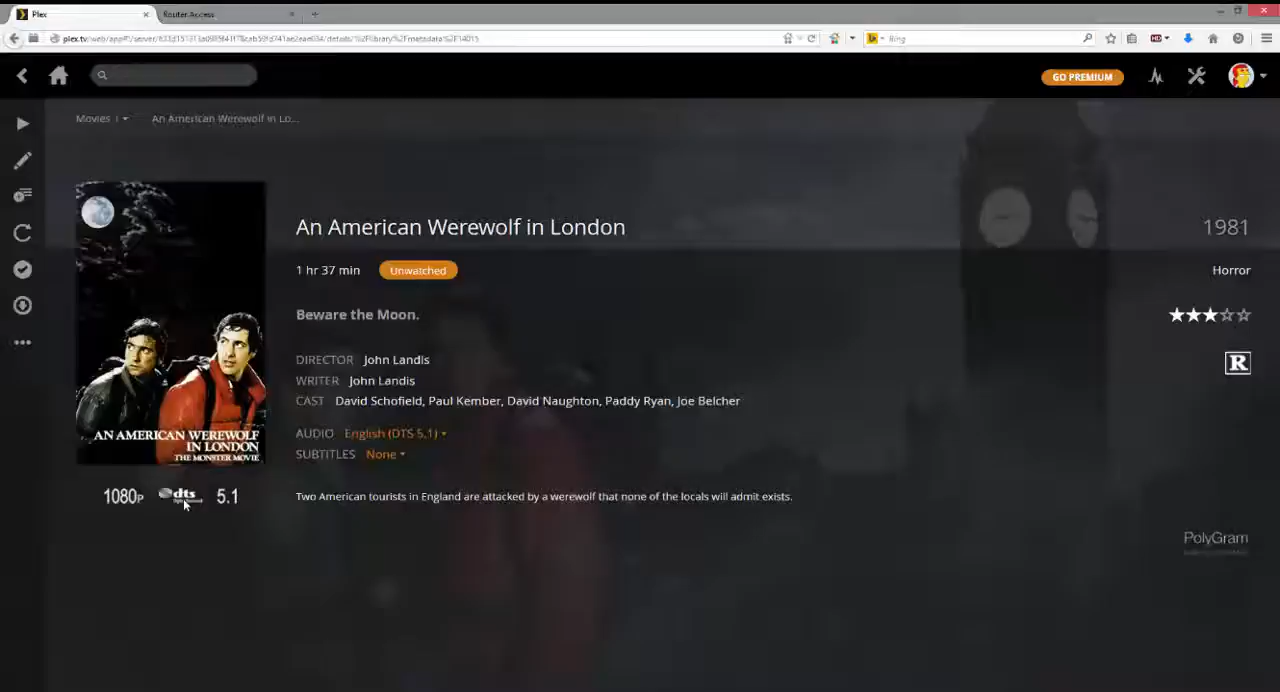 Plex
Router Access
Bing
GO PREMIUM
Movies
An American Werewolf in Lo...
An American Werewolf in London
1981
1 hr 37 min
Unwatched
Horror
Beware the Moon.
R
DIRECTOR John Landis
WRITER John Landis
CAST David Schofield, Paul Kember, David Naughton, Paddy Ryan, Joe Belcher
AUDIO English (DTS 5.1)
SUBTITLES None
AN AMERICAN WEREWOLF
IN LONDON
THE MONSTER MOVIE
1080P dts 5.1
Two American tourists in England are attacked by a werewolf that none of the locals will admit exists.
PolyGram